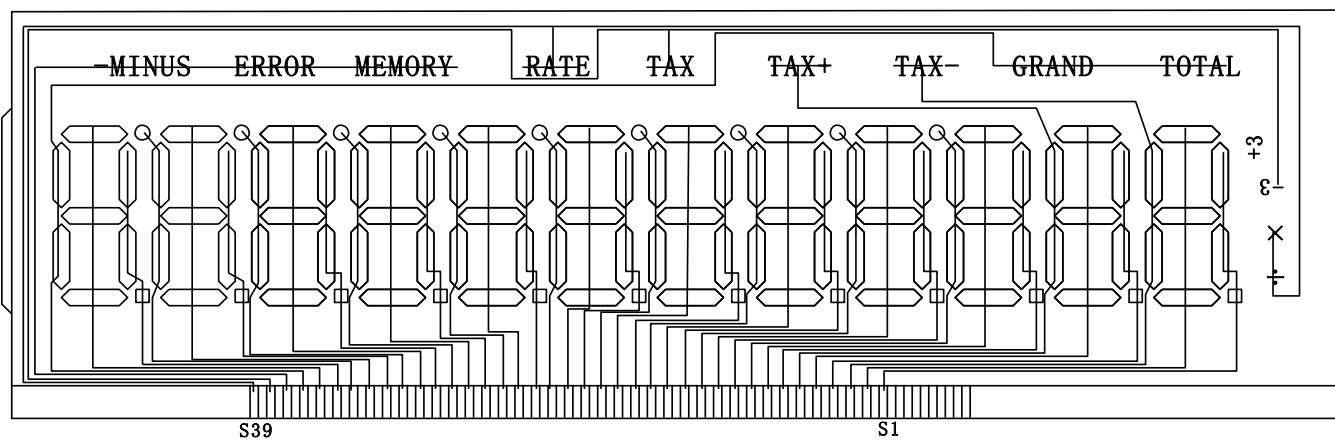 -MINUS ERROR MEMORY RATE TAX TAX+ TAX- GRAND TOTAL
+3
-3
×
÷
S39 S1